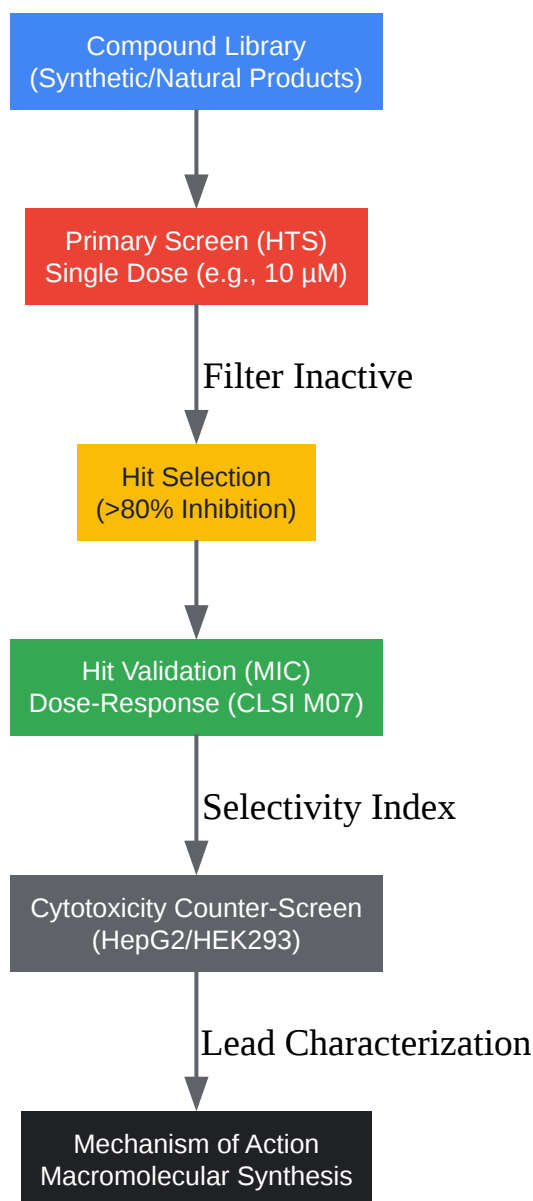 Compound Library
(Synthetic/Natural Products)
Primary Screen (HTS)
Single Dose (e.g., 10 µM)
Filter Inactive
Hit Selection
(>80% Inhibition)
Hit Validation (MIC)
Dose-Response (CLSI M07)
Selectivity Index
Cytotoxicity Counter-Screen
(HepG2/HEK293)
Lead Characterization
Mechanism of Action
Macromolecular Synthesis